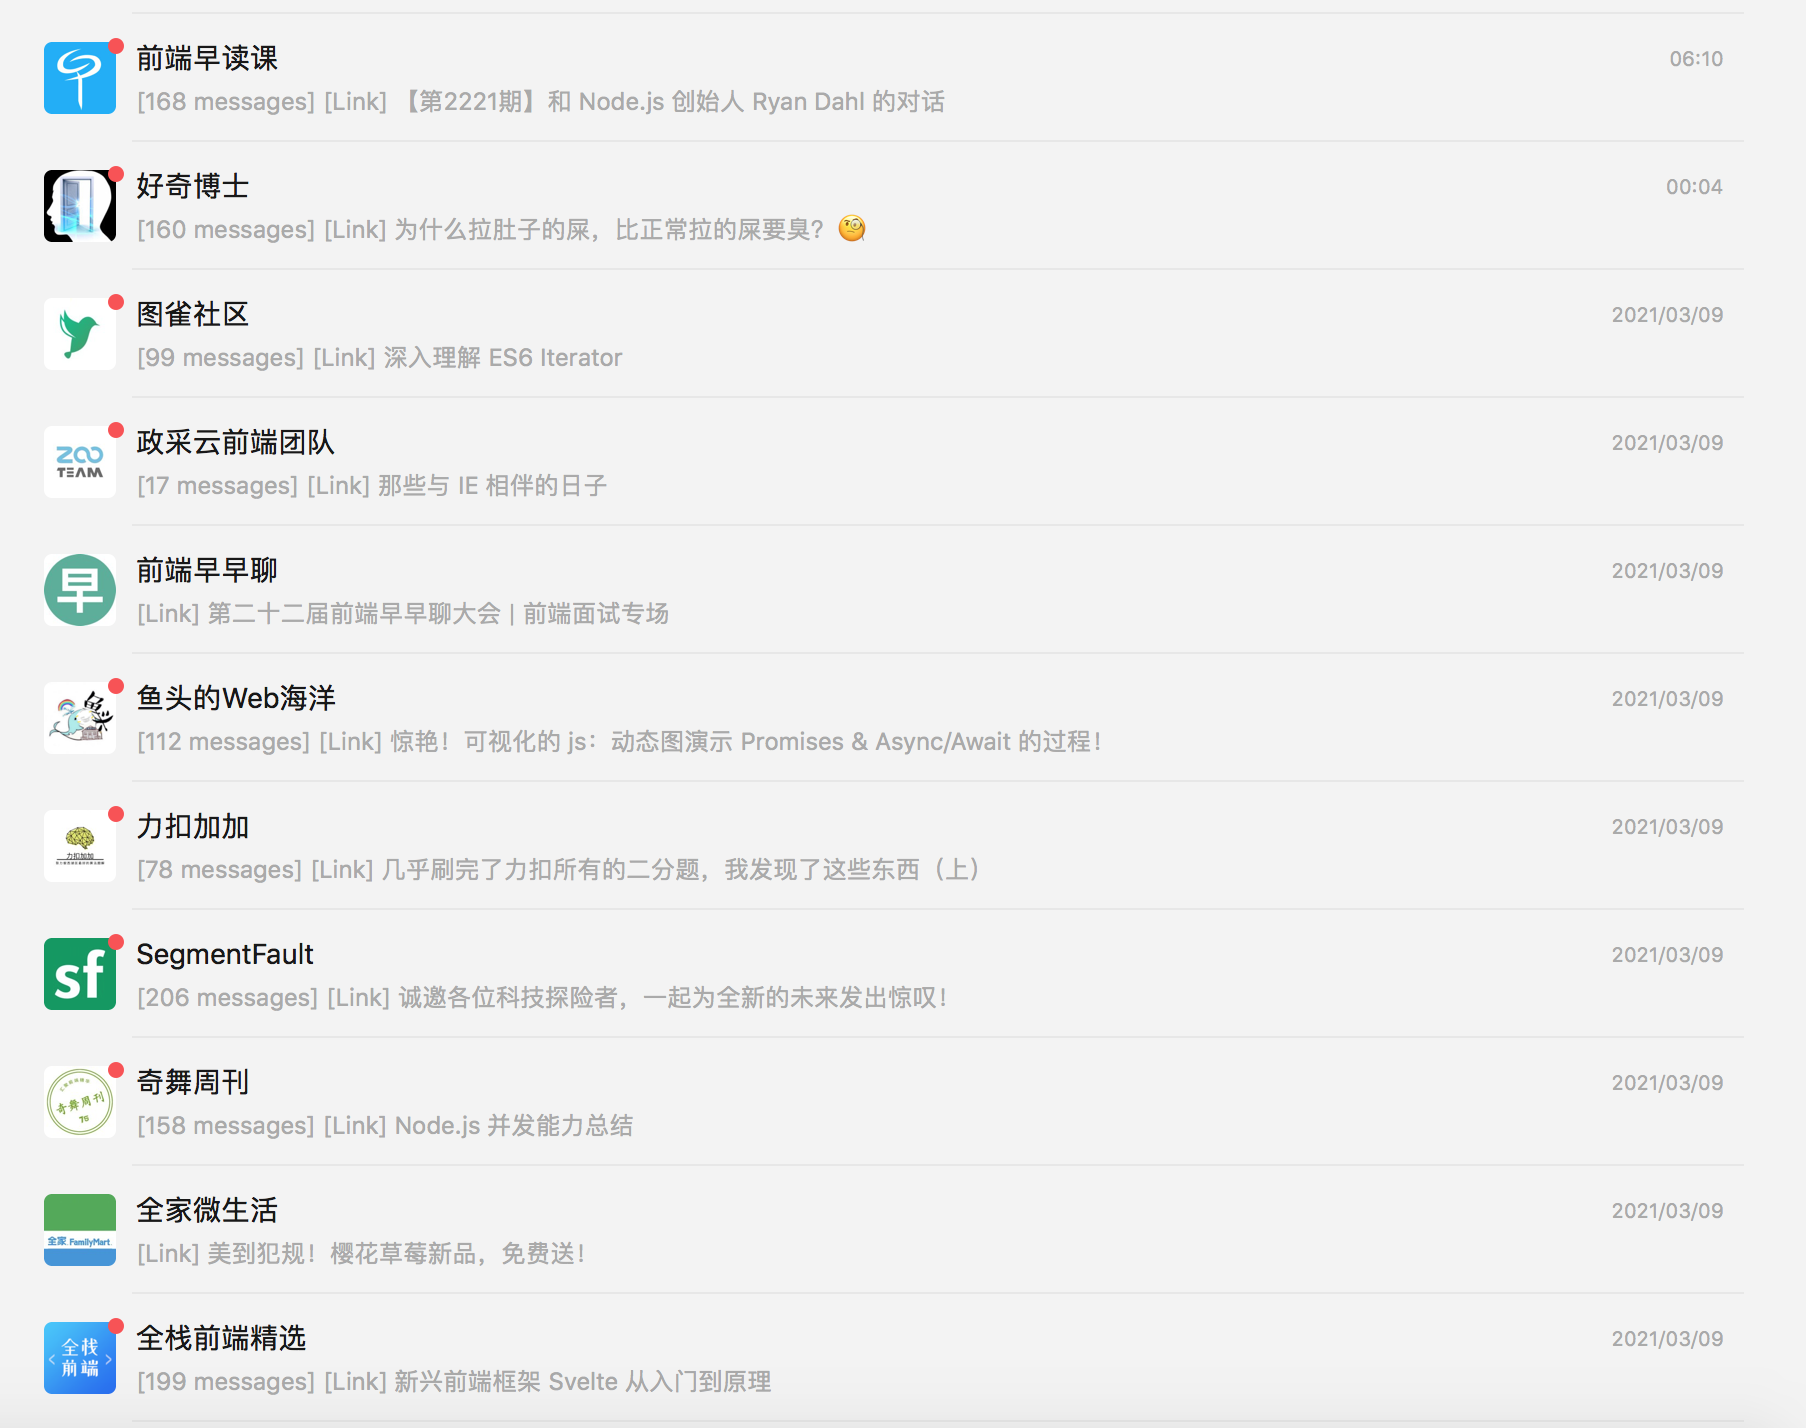 前端早读课
06:10
[168 messages] [Link] 【第2221期】和 Node.js 创始人 Ryan Dahl 的对话
好奇博士
00:04
[160 messages] [Link] 为什么拉肚子的屎，比正常拉的屎要臭？🧐
图雀社区
2021/03/09
[99 messages] [Link] 深入理解 ES6 Iterator
ZOO
TEAM
政采云前端团队
2021/03/09
[17 messages] [Link] 那些与 IE 相伴的日子
早
前端早早聊
2021/03/09
[Link] 第二十二届前端早早聊大会 | 前端面试专场
鱼头
鱼头的Web海洋
2021/03/09
[112 messages] [Link] 惊艳！可视化的 js：动态图演示 Promises & Async/Await 的过程！
力扣加加
力扣加加
2021/03/09
[78 messages] [Link] 几乎刷完了力扣所有的二分题，我发现了这些东西（上）
sf
SegmentFault
2021/03/09
[206 messages] [Link] 诚邀各位科技探险者，一起为全新的未来发出惊叹！
奇舞周刊
75
奇舞周刊
2021/03/09
[158 messages] [Link] Node.js 并发能力总结
全家 FamilyMart
全家微生活
2021/03/09
[Link] 美到犯规！樱花草莓新品，免费送！
全栈
<前端>
全栈前端精选
2021/03/09
[199 messages] [Link] 新兴前端框架 Svelte 从入门到原理